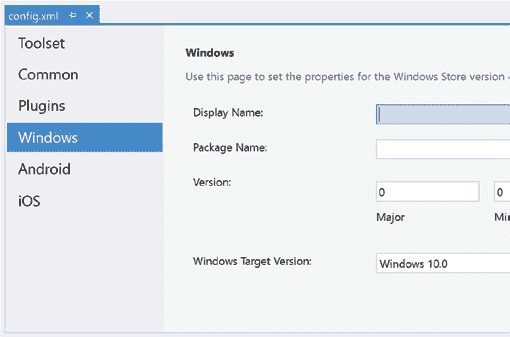 config.xml
Toolset
Common
Plugins
Windows
Android
iOS
Windows
Use this page to set the properties for the Windows Store version
Display Name:
Package Name:
Version:
0
0
Major
Windows Target Version:
Windows 10.0